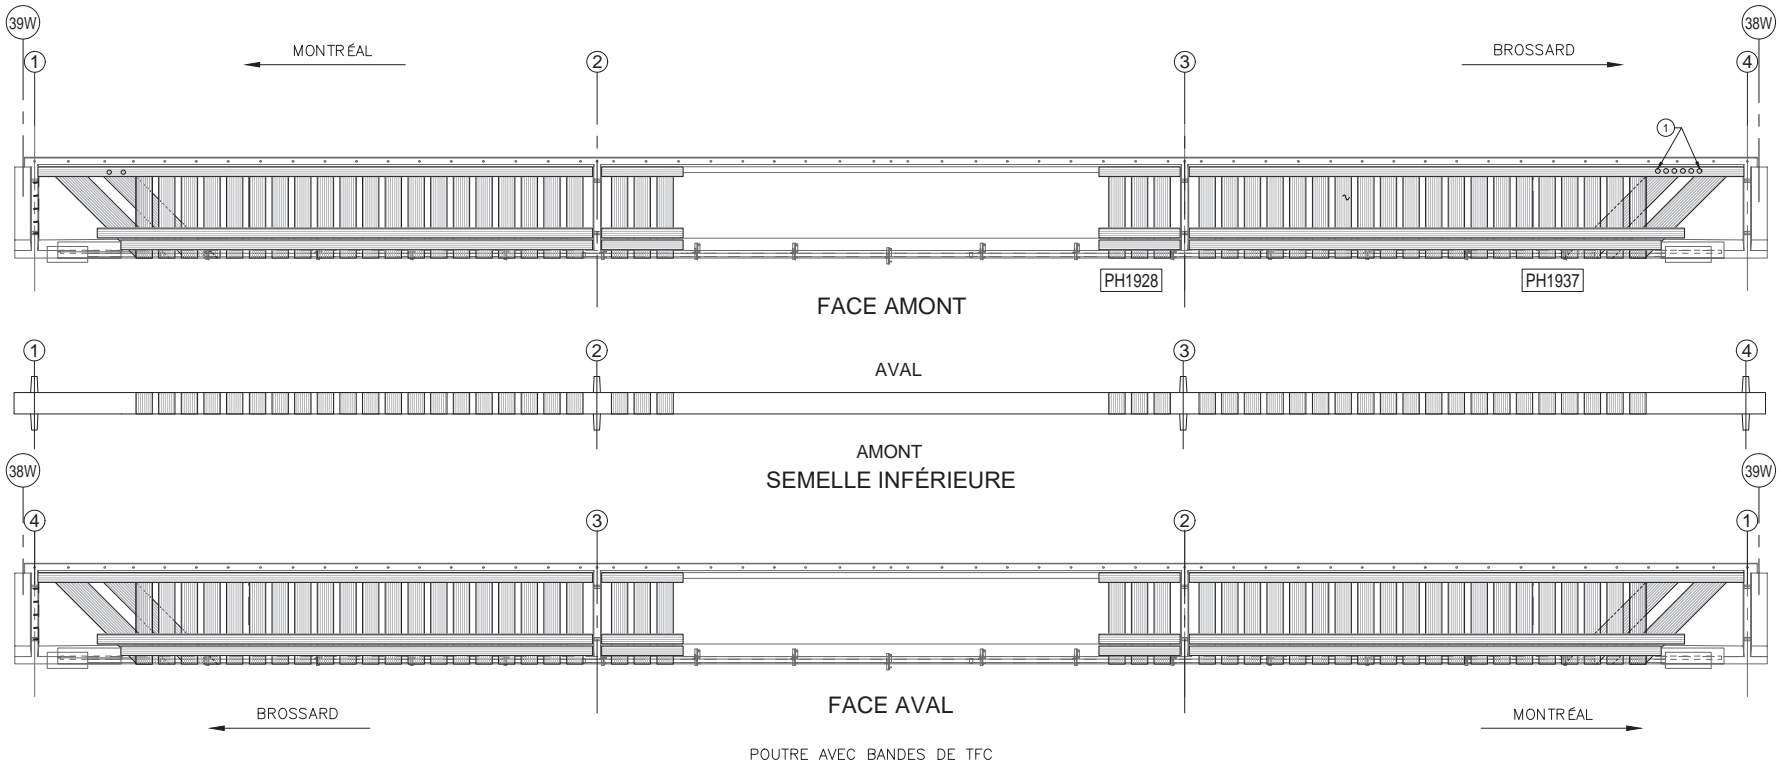 39W
38W
MONTRÉAL
BROSSARD
1
2
3
4
1
PH1928
PH1937
FACE AMONT
1
2
3
4
AVAL
AMONT
SEMELLE INFÉRIEURE
38W
39W
4
3
2
1
FACE AVAL
BROSSARD
MONTRÉAL
POUTRE AVEC BANDES DE TFC